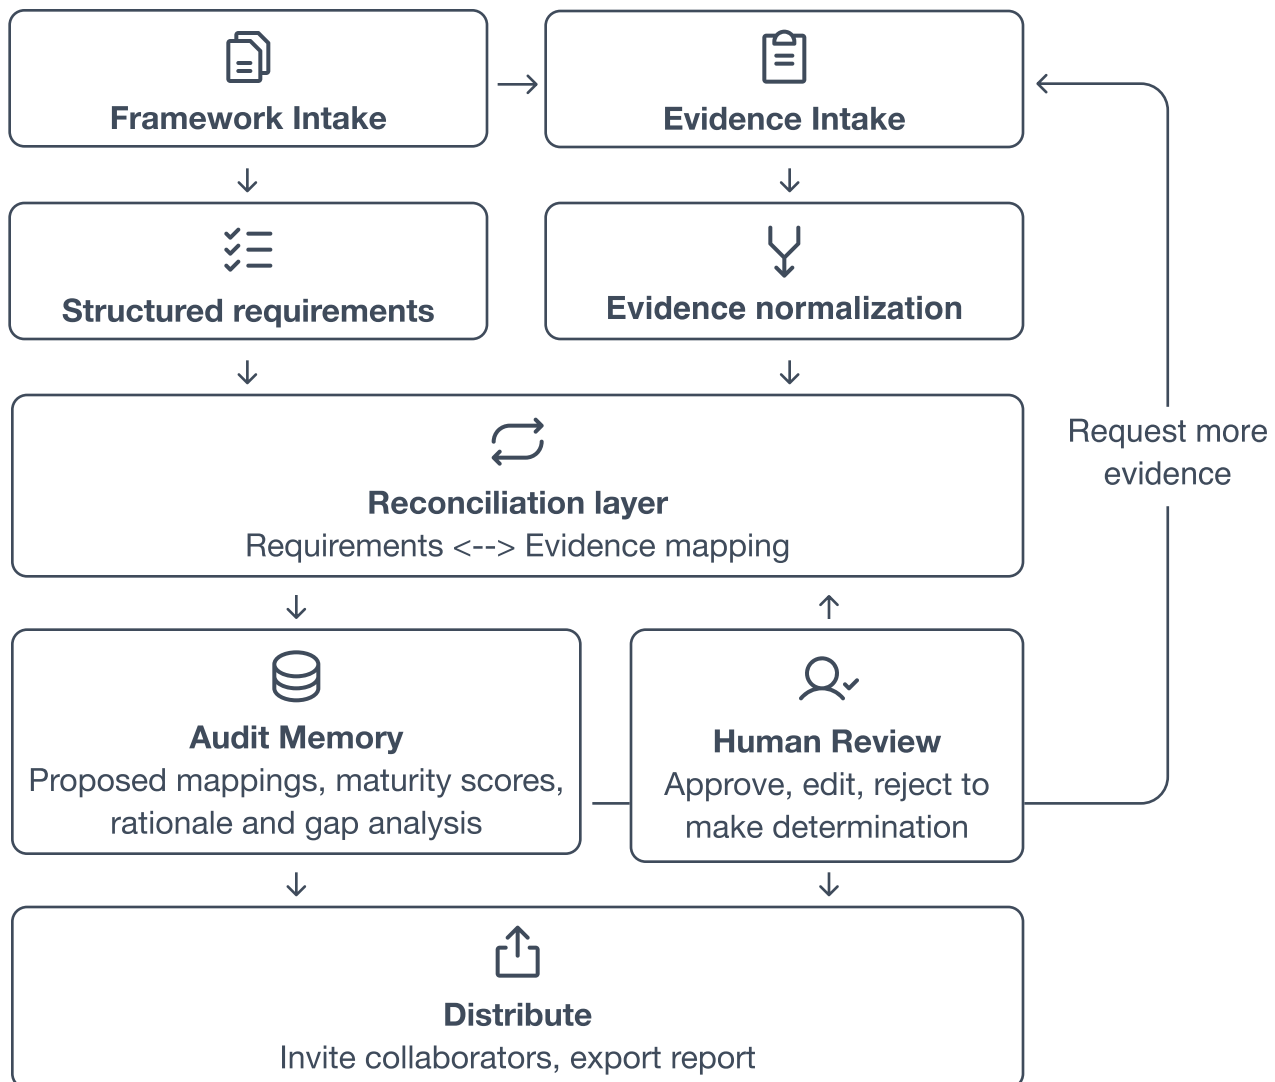 Framework Intake
Evidence Intake
Structured requirements
Evidence normalization
Reconciliation layer
Requirements <--> Evidence mapping
Request more
evidence
Audit Memory
Proposed mappings, maturity scores,
rationale and gap analysis
Human Review
Approve, edit, reject to
make determination
Distribute
Invite collaborators, export report